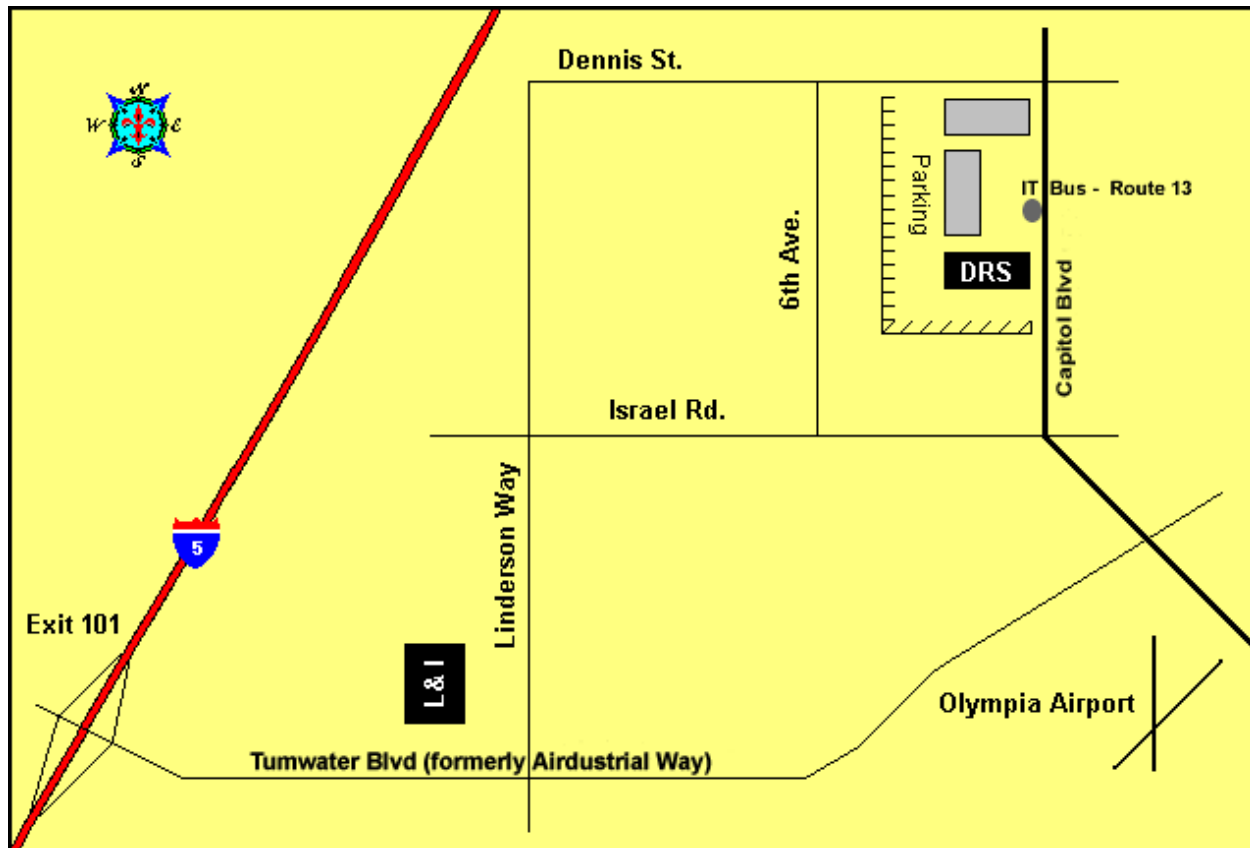 Dennis St.
N
W
E
S
Parking
IT Bus - Route 13
6th Ave.
DRS
Capitol Blvd
Israel Rd.
Linderson Way
5
Exit 101
L & I
Olympia Airport
Tumwater Blvd (formerly Airdustrial Way)